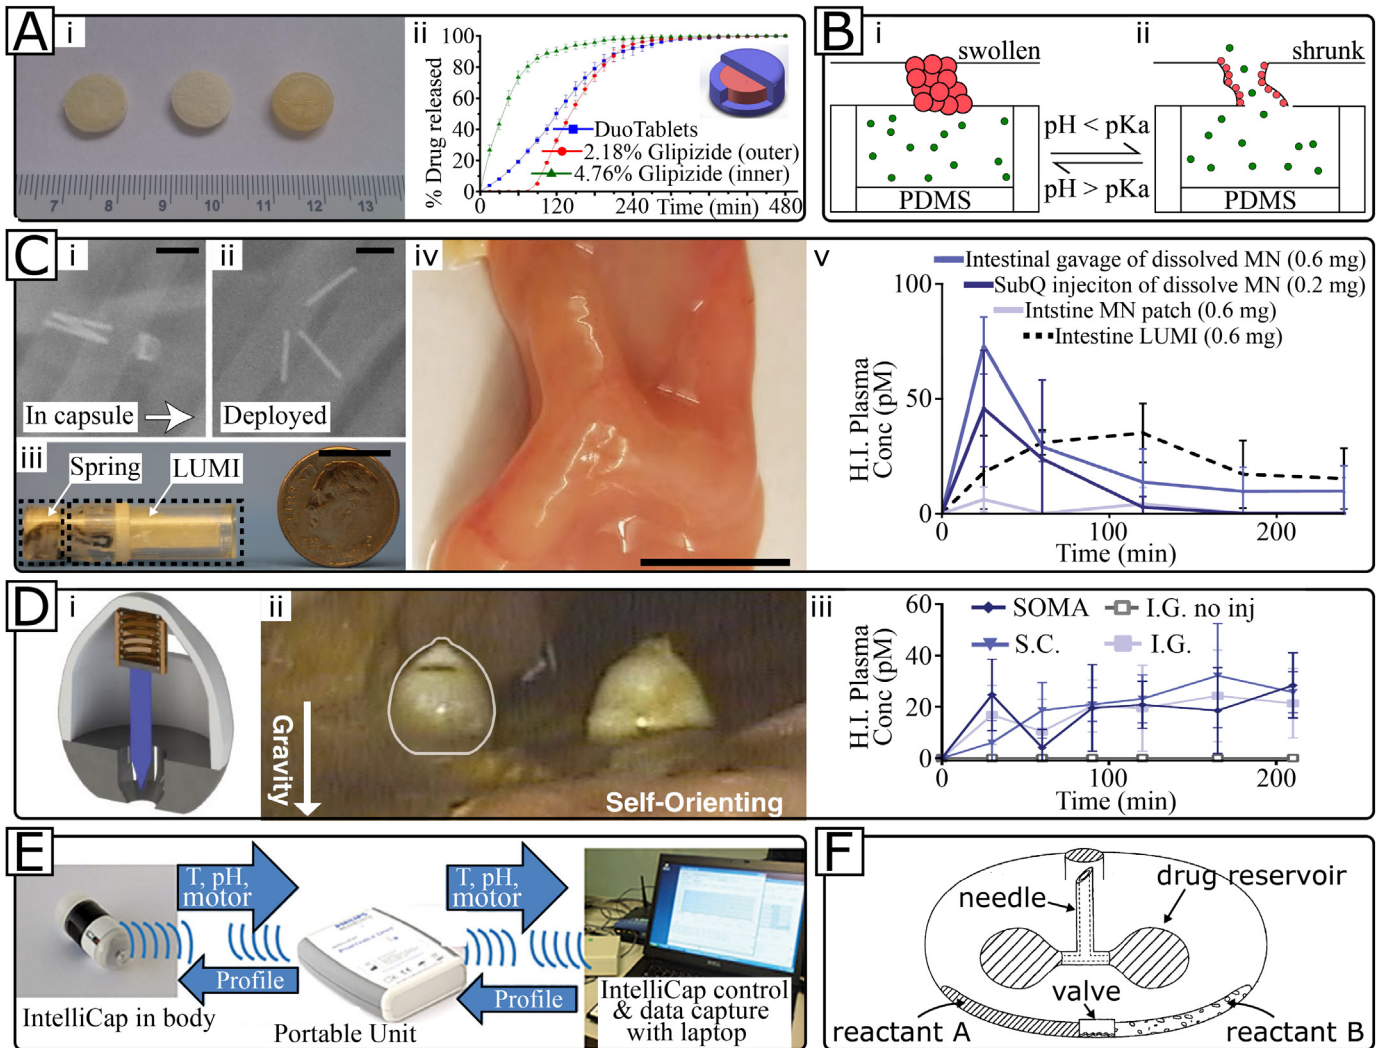 A
i
7 8 9 10 11 12 13
ii
% Drug released
100
80
60
40
20
0
0 120 240 Time (min) 480
DuoTablets
2.18% Glipizide (outer)
4.76% Glipizide (inner)
B
i
swollen
PDMS
pH < pKa
pH > pKa
ii
shrunk
PDMS
C
i
In capsule
ii
Deployed
iii
Spring
LUMI
iv
v
Intestinal gavage of dissolved MN (0.6 mg)
SubQ injeciton of dissolve MN (0.2 mg)
Intstine MN patch (0.6 mg)
Intestine LUMI (0.6 mg)
H.I. Plasma
Conc (pM)
100
50
0
0 100 200
Time (min)
D
i
ii
Gravity
Self-Orienting
iii
SOMA
I.G. no inj
S.C.
I.G.
H.I. Plasma
Conc (pM)
60
40
20
0
0 100 200
Time (min)
E
T, pH,
motor
Profile
IntelliCap in body
Portable Unit
T, pH,
motor
Profile
IntelliCap control
& data capture
with laptop
F
needle
drug reservoir
valve
reactant A
reactant B